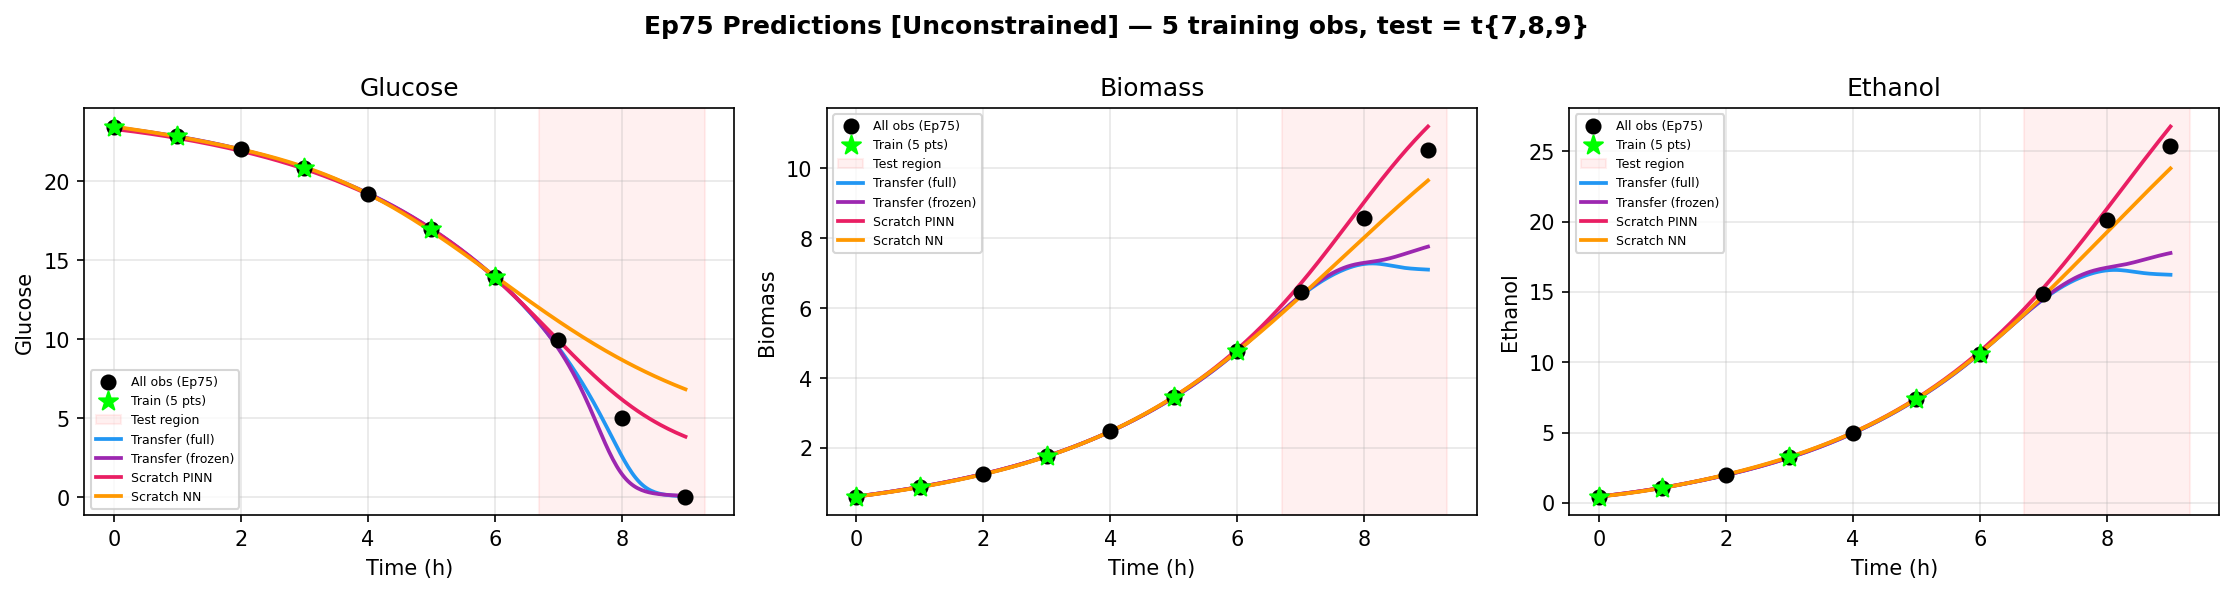 Ep75 Predictions [Unconstrained] — 5 training obs, test = t{7,8,9}
Glucose
Glucose
20
15
10
5
0
All obs (Ep75)
Train (5 pts)
Test region
Transfer (full)
Transfer (frozen)
Scratch PINN
Scratch NN
0 2 4 6 8
Time (h)
Biomass
Biomass
10
8
6
4
2
All obs (Ep75)
Train (5 pts)
Test region
Transfer (full)
Transfer (frozen)
Scratch PINN
Scratch NN
0 2 4 6 8
Time (h)
Ethanol
Ethanol
25
20
15
10
5
0
All obs (Ep75)
Train (5 pts)
Test region
Transfer (full)
Transfer (frozen)
Scratch PINN
Scratch NN
0 2 4 6 8
Time (h)